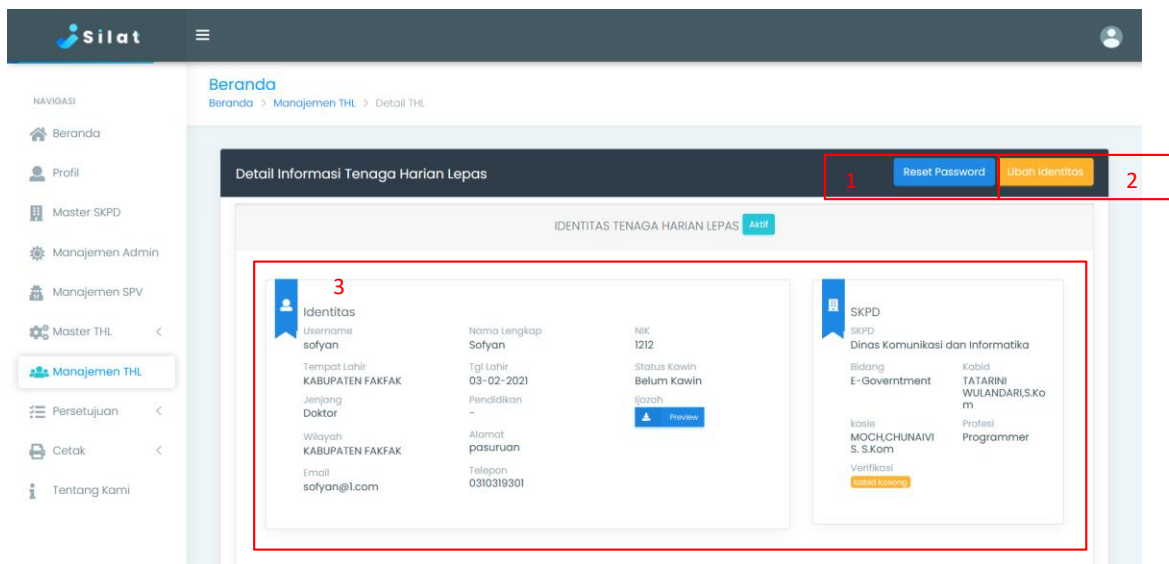 Silat
NAVIGASI
Beranda
Profil
Master SKPD
Manajemen Admin
Manajemen SPV
Master THL
Manajemen THL
Persetujuan
Cetak
Tentang Kami
Beranda
Beranda > Manajemen THL > Detail THL
Detail Informasi Tenaga Harian Lepas
1
Reset Password
Ubah Identitas
2
IDENTITAS TENAGA HARIAN LEPAS Aktif
3
Identitas
Username Nama Lengkap NIK
sofyan Sofyan 1212
Tempat Lahir Tgl Lahir Status Kawin
KABUPATEN FAKFAK 03-02-2021 Belum Kawin
Jenjang Pendidikan Ijazah
Doktor - Preview
Wilayah Alamat
KABUPATEN FAKFAK pasuruan
Email Telepon
sofyan@1.com 0310319301
SKPD
SKPD
Dinas Komunikasi dan Informatika
Bidang Kabid
E-Governtment TATARINI
WULANDARI,S.Ko
m
kasie Profesi
MOCH,CHUNAIVI Programmer
S. S.Kom
Verifikasi
Kabid Kosong